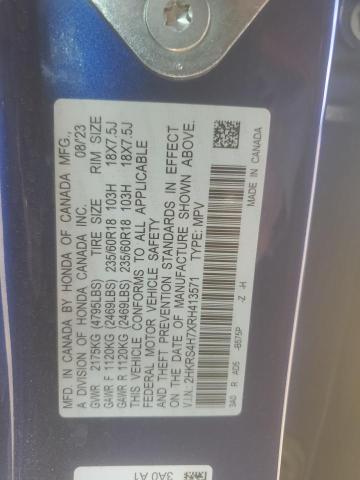 MFD. IN CANADA BY HONDA OF CANADA MFG.,
A DIVISION OF HONDA CANADA INC. 08/23
GVWR 2175KG (4795LBS) TIRE SIZE RIM SIZE
GAWR F 1120KG (2469LBS) 235/60R18 103H 18X7.5J
GAWR R 1120KG (2469LBS) 235/60R18 103H 18X7.5J
THIS VEHICLE CONFORMS TO ALL APPLICABLE
FEDERAL MOTOR VEHICLE SAFETY
AND THEFT PREVENTION STANDARDS IN EFFECT
ON THE DATE OF MANUFACTURE SHOWN ABOVE.
V.I.N.: 2HKRS4H7XRH413571 TYPE: MPV
3A0 R AD5 -B575P -Z -H
3A0 A1